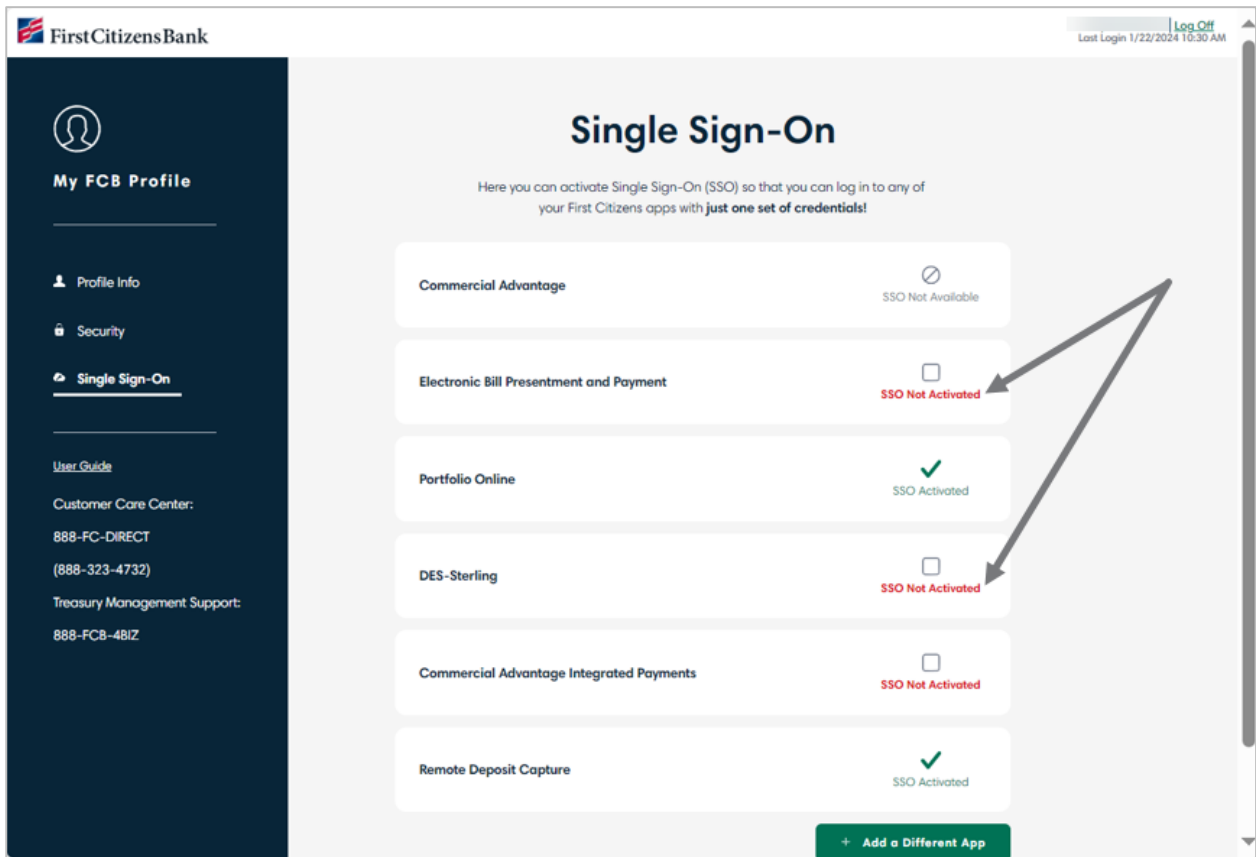 First Citizens Bank
Log Off
Last Login 1/22/2024 10:30 AM
My FCB Profile
Profile Info
Security
Single Sign-On
User Guide
Customer Care Center:
888-FC-DIRECT
(888-323-4732)
Treasury Management Support:
888-FCB-4BIZ
Single Sign-On
Here you can activate Single Sign-On (SSO) so that you can log in to any of
your First Citizens apps with just one set of credentials!
Commercial Advantage
SSO Not Available
Electronic Bill Presentment and Payment
SSO Not Activated
Portfolio Online
SSO Activated
DES-Sterling
SSO Not Activated
Commercial Advantage Integrated Payments
SSO Not Activated
Remote Deposit Capture
SSO Activated
+ Add a Different App